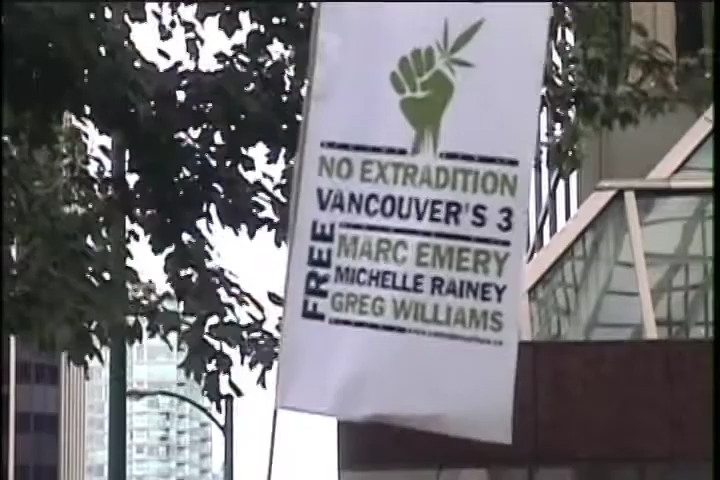 NO EXTRADITION
VANCOUVER'S 3
FREE
MARC EMERY
MICHELLE RAINEY
GREG WILLIAMS